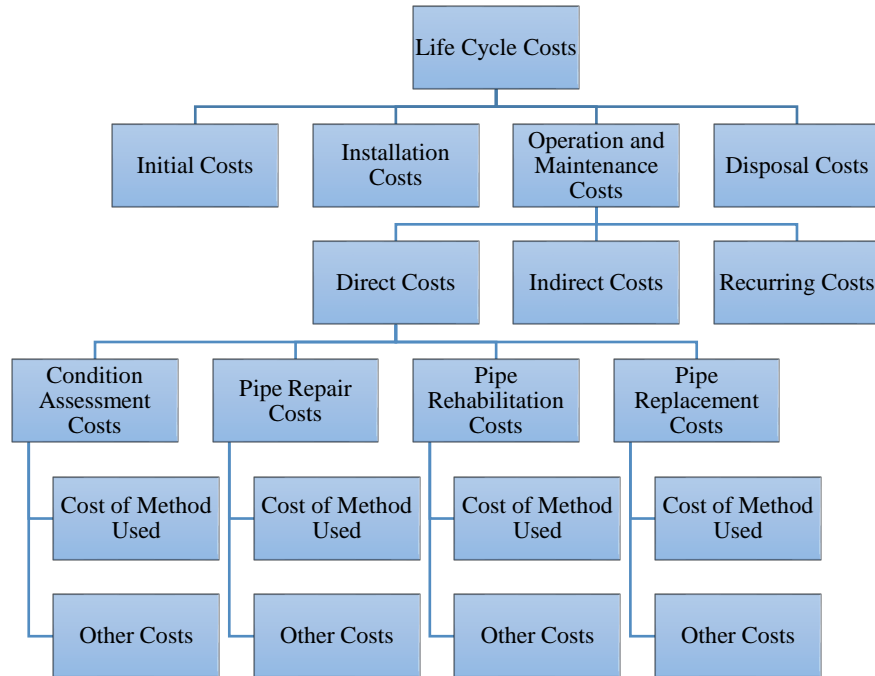 Life Cycle Costs
Initial Costs
Installation
Costs
Operation and
Maintenance
Costs
Disposal Costs
Direct Costs
Indirect Costs
Recurring Costs
Condition
Assessment
Costs
Pipe Repair
Costs
Pipe
Rehabilitation
Costs
Pipe
Replacement
Costs
Cost of Method
Used
Cost of Method
Used
Cost of Method
Used
Cost of Method
Used
Other Costs
Other Costs
Other Costs
Other Costs